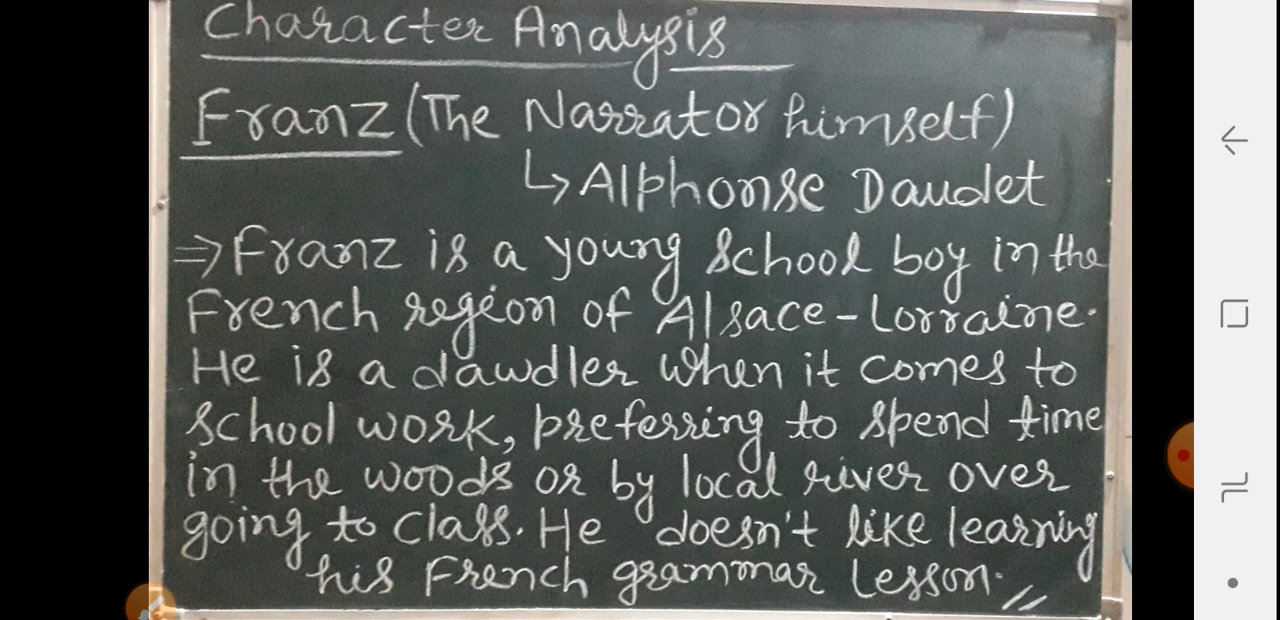 Character Analysis
Franz (The Narrator himself)
↳ Alphonse Daudet
⇒ Franz is a young school boy in the
French region of Alsace-Lorraine.
He is a dawdler when it comes to
school work, preferring to spend time
in the woods or by local river over
going to class. He doesn't like learning
his French grammar lesson. //